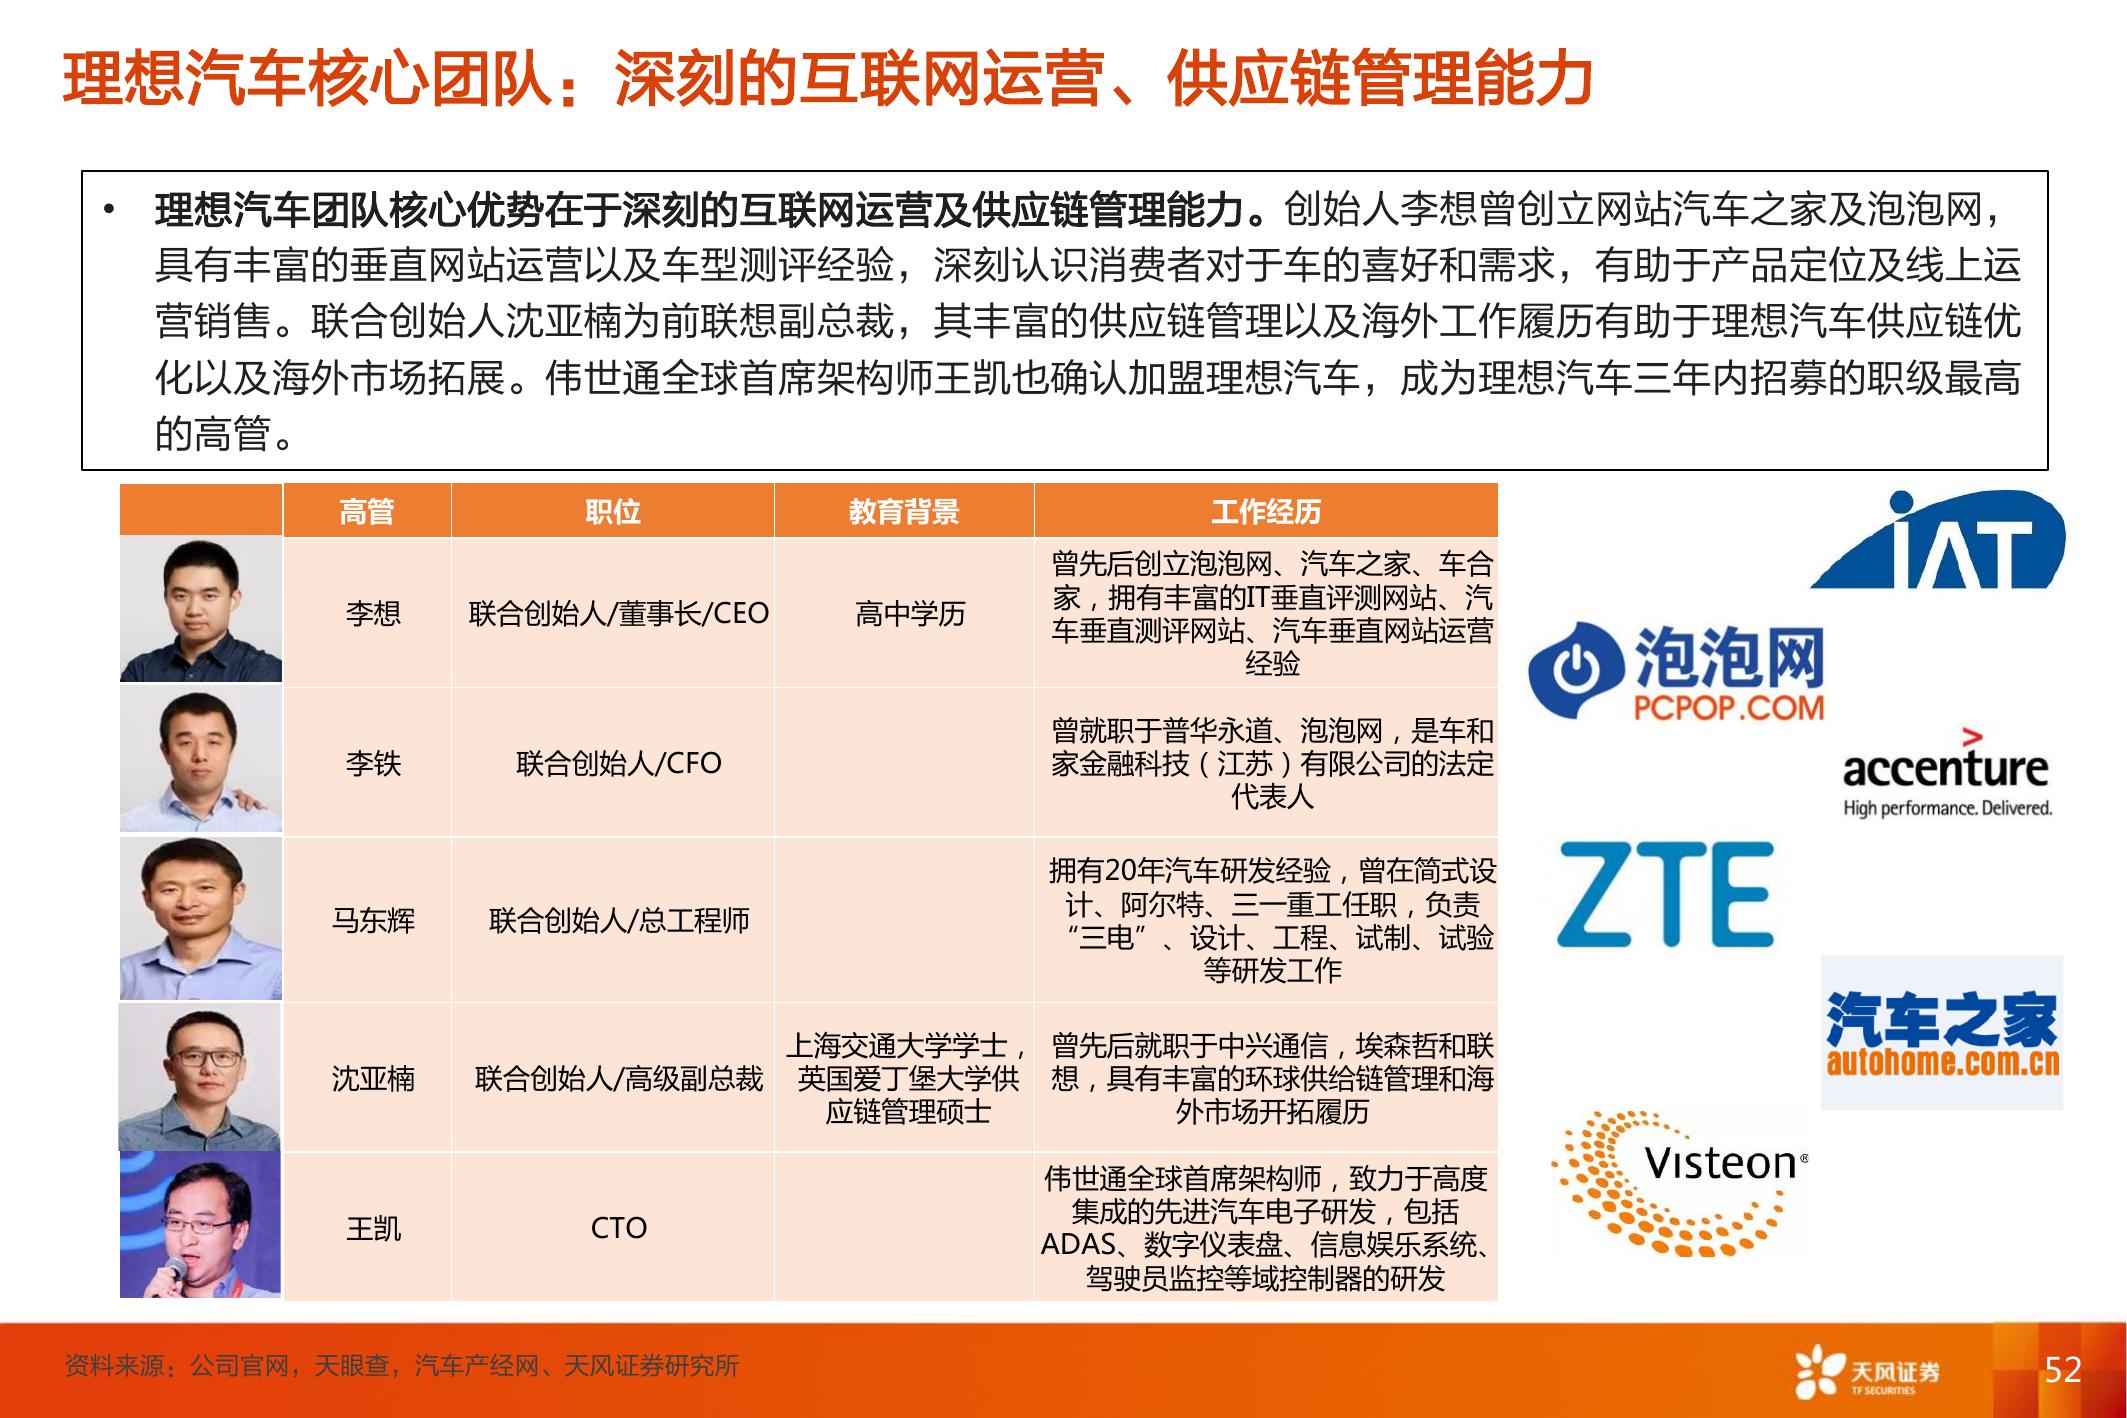 理想汽车核心团队：深刻的互联网运营、供应链管理能力
• 理想汽车团队核心优势在于深刻的互联网运营及供应链管理能力。创始人李想曾创立网站汽车之家及泡泡网，
具有丰富的垂直网站运营以及车型测评经验，深刻认识消费者对于车的喜好和需求，有助于产品定位及线上运
营销售。联合创始人沈亚楠为前联想副总裁，其丰富的供应链管理以及海外工作履历有助于理想汽车供应链优
化以及海外市场拓展。伟世通全球首席架构师王凯也确认加盟理想汽车，成为理想汽车三年内招募的职级最高
的高管。
高管 职位 教育背景 工作经历
李想 联合创始人/董事长/CEO 高中学历
曾先后创立泡泡网、汽车之家、车合
家，拥有丰富的IT垂直评测网站、汽
车垂直测评网站、汽车垂直网站运营
经验
李铁 联合创始人/CFO
曾就职于普华永道、泡泡网，是车和
家金融科技（江苏）有限公司的法定
代表人
马东辉 联合创始人/总工程师
拥有20年汽车研发经验，曾在简式设
计、阿尔特、三一重工任职，负责
“三电”、设计、工程、试制、试验
等研发工作
沈亚楠 联合创始人/高级副总裁
上海交通大学学士，
英国爱丁堡大学供
应链管理硕士
曾先后就职于中兴通信，埃森哲和联
想，具有丰富的环球供给链管理和海
外市场开拓履历
王凯 CTO
伟世通全球首席架构师，致力于高度
集成的先进汽车电子研发，包括
ADAS、数字仪表盘、信息娱乐系统、
驾驶员监控等域控制器的研发
IAT
泡泡网
PCPOP.COM
>
accenture
High performance. Delivered.
ZTE
汽车之家
autohome.com.cn
Visteon®
资料来源：公司官网，天眼查，汽车产经网、天风证券研究所
天风证券
TF SECURITIES
52